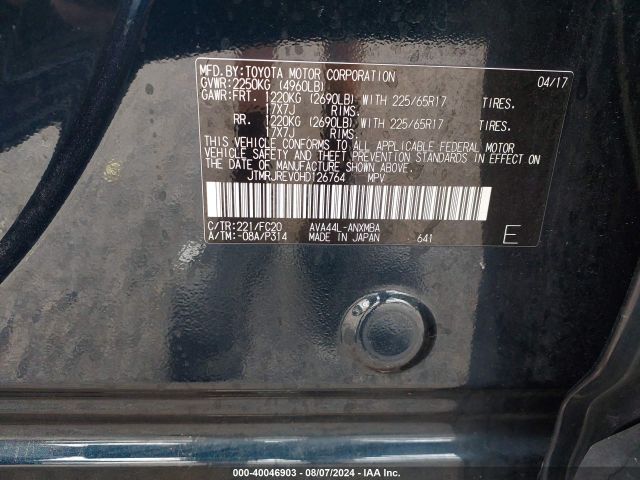 MFD. BY: TOYOTA MOTOR CORPORATION 04/17
GVWR: 2250KG (4960LB)
GAWR: FRT. 1220KG (2690LB) WITH 225/65R17 TIRES.
17X7J RIMS.
RR. 1220KG (2690LB) WITH 225/65R17 TIRES.
17X7J RIMS.
THIS VEHICLE CONFORMS TO ALL APPLICABLE FEDERAL MOTOR
VEHICLE SAFETY AND THEFT PREVENTION STANDARDS IN EFFECT ON
THE DATE OF MANUFACTURE SHOWN ABOVE.
JTMRJREV0HD126764 MPV
C/TR: 221/FC20 AVA44L-ANXMBA
A/TM: -08A/P314 MADE IN JAPAN 641 E
000-40046903 - 08/07/2024 - IAA Inc.